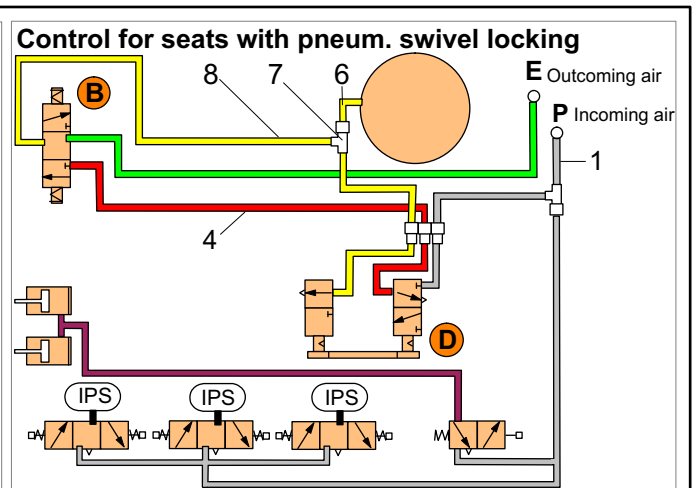 Control for seats with pneum. swivel locking
8 7 6 E Outcoming air
B
P Incoming air
1
4
D
IPS IPS IPS